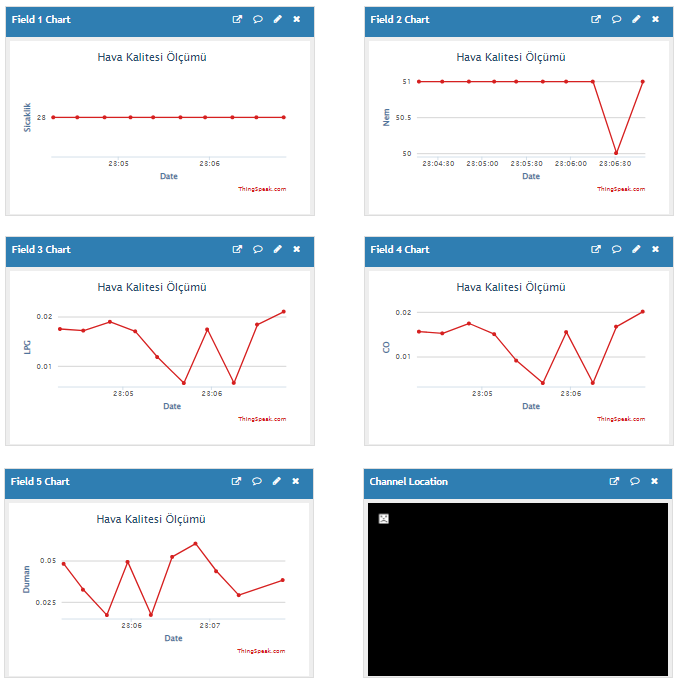 Field 1 Chart
Hava Kalitesi Ölçümü
Sicaklik
28
23:05
23:06
Date
ThingSpeak.com
Field 2 Chart
Hava Kalitesi Ölçümü
Nem
51
50.5
50
23:04:30
23:05:00
23:05:30
23:06:00
23:06:30
Date
ThingSpeak.com
Field 3 Chart
Hava Kalitesi Ölçümü
LPG
0.02
0.01
23:05
23:06
Date
ThingSpeak.com
Field 4 Chart
Hava Kalitesi Ölçümü
CO
0.02
0.01
23:05
23:06
Date
ThingSpeak.com
Field 5 Chart
Hava Kalitesi Ölçümü
Duman
0.05
0.025
23:06
23:07
Date
ThingSpeak.com
Channel Location